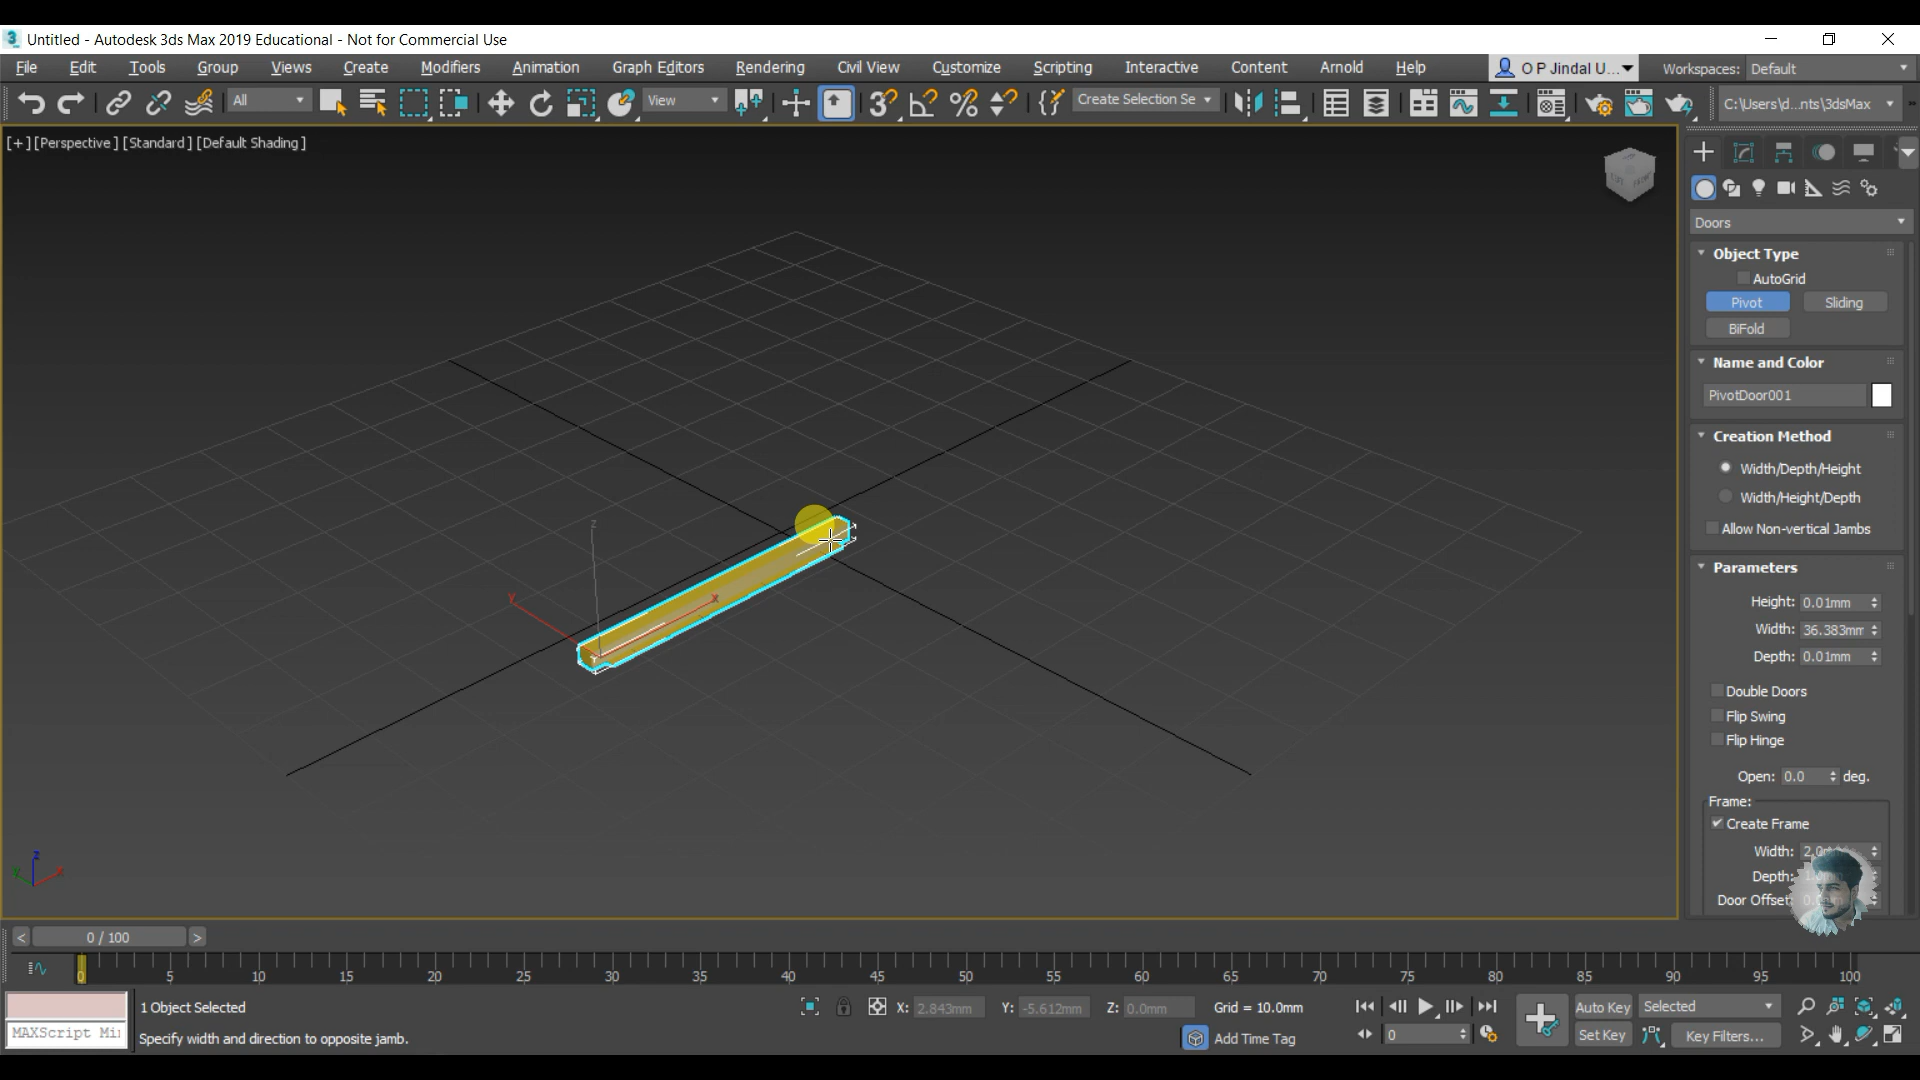 Untitled - Autodesk 3ds Max 2019 Educational - Not for Commercial Use
File Edit Tools Group Views Create Modifiers Animation Graph Editors Rendering Civil View Customize Scripting Interactive Content Arnold Help O P Jindal U... Workspaces: Default
All View Create Selection Se C:\Users\d...nts\3dsMax
[+] [Perspective] [Standard] [Default Shading]
Doors
Object Type
AutoGrid
Pivot Sliding
BiFold
Name and Color
PivotDoor001
Creation Method
Width/Depth/Height
Width/Height/Depth
Allow Non-vertical Jambs
Parameters
Height: 0.01mm
Width: 36.383mm
Depth: 0.01mm
Double Doors
Flip Swing
Flip Hinge
Open: 0.0 deg.
Frame:
Create Frame
Width:
Depth:
Door Offset:
z
y x
z
y x
< 0 / 100 >
0 5 10 15 20 25 30 35 40 45 50 55 60 65 70 75 80 85 90 95 100
1 Object Selected X: 2.843mm Y: -5.612mm Z: 0.0mm Grid = 10.0mm Auto Key Selected
MAXScript Mi Specify width and direction to opposite jamb. Add Time Tag 0 Set Key Key Filters...